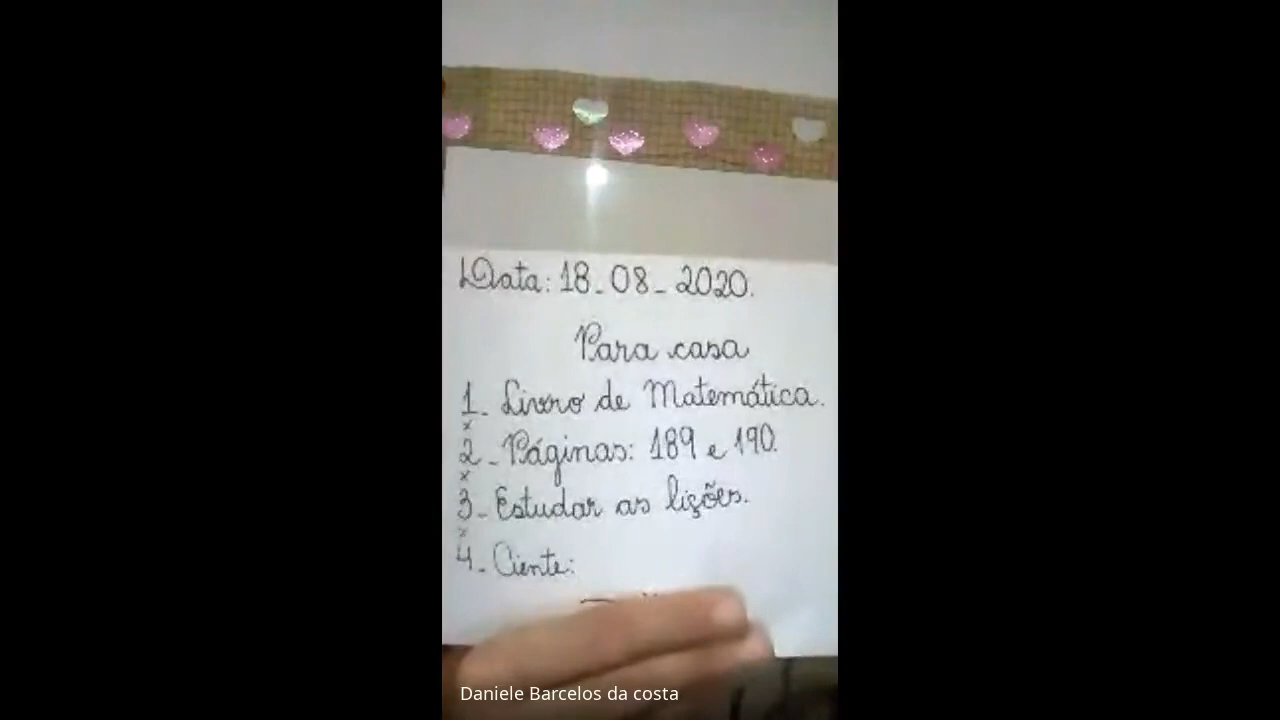 Data: 18-08-2020.
Para casa
1- Livro de Matemática.
x
2- Páginas: 189 e 190.
x
3- Estudar as lições.
x
4- Ciente:
Daniele Barcelos da costa